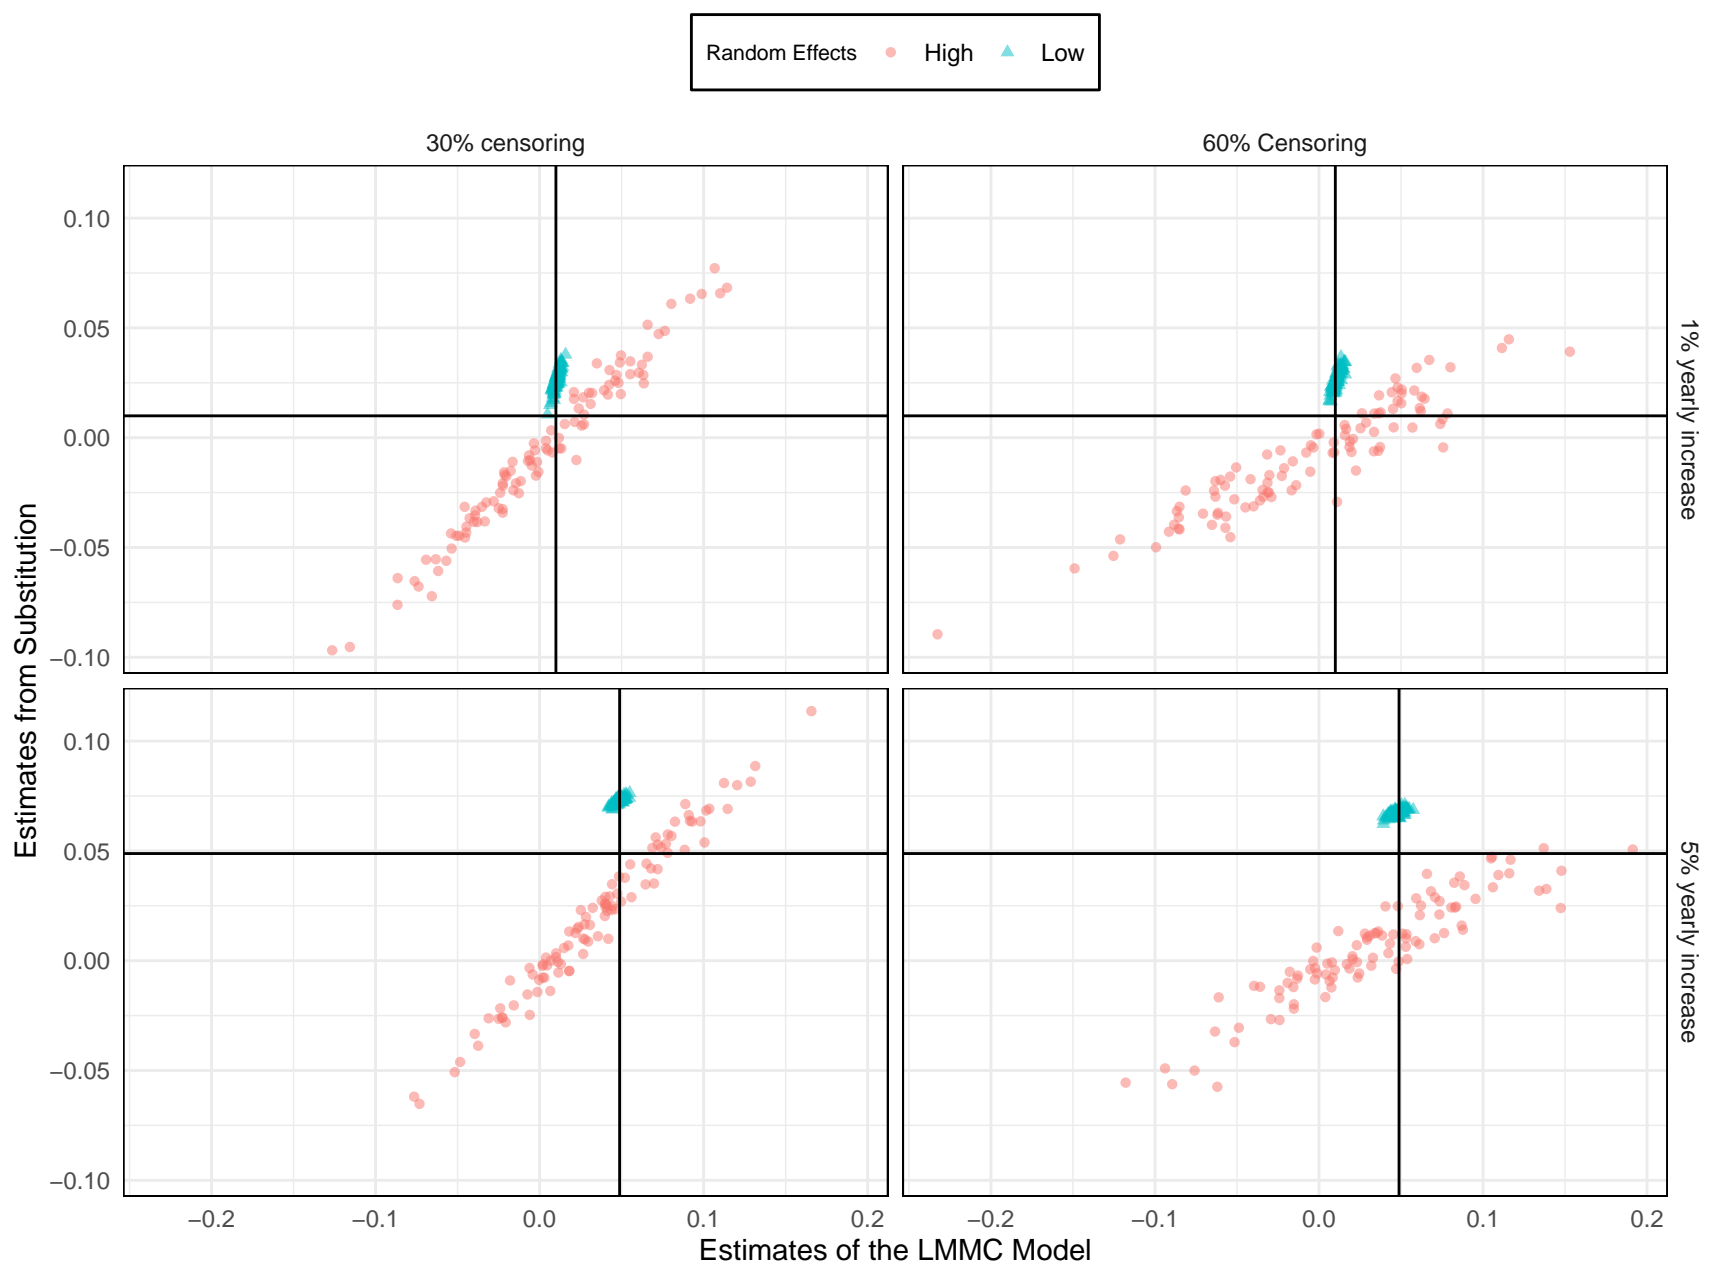 Random Effects High Low
30% censoring 60% Censoring
0.10
0.05
0.00
−0.05
−0.10
1% yearly increase
0.10
0.05
0.00
−0.05
−0.10
5% yearly increase
Estimates from Substitution
−0.2 −0.1 0.0 0.1 0.2 −0.2 −0.1 0.0 0.1 0.2
Estimates of the LMMC Model